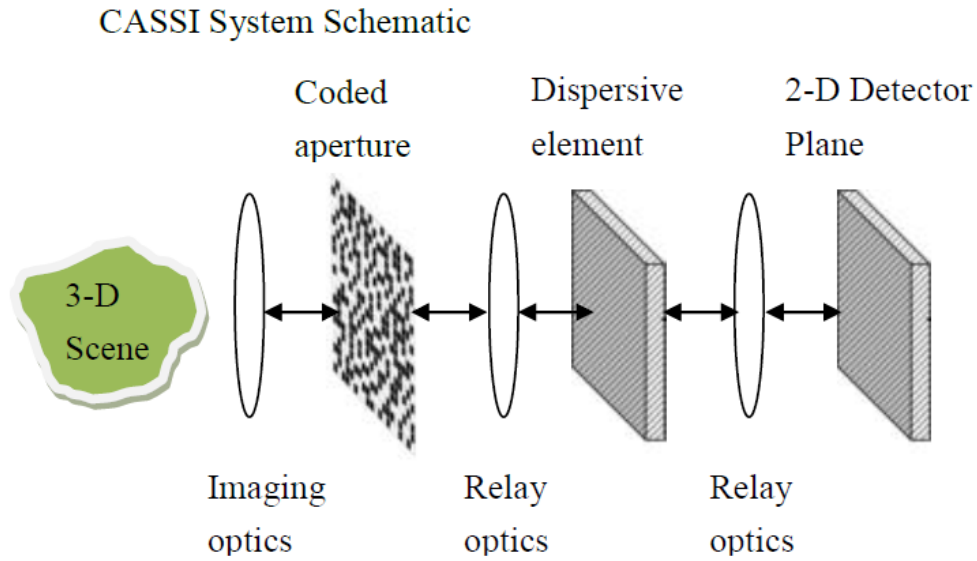 CASSI System Schematic
Coded
aperture
Dispersive
element
2-D Detector
Plane
3-D
Scene
Imaging
optics
Relay
optics
Relay
optics